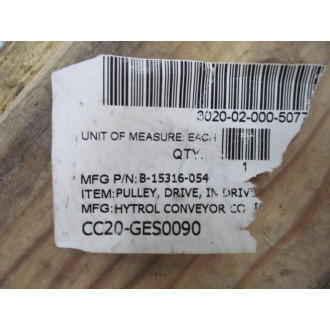 3020-02-000-5077
UNIT OF MEASURE: EACH
QTY:
1
MFG P/N: B-15316-054
ITEM: PULLEY, DRIVE, IN DRIVE
MFG: HYTROL CONVEYOR CO
CC20-GES0090